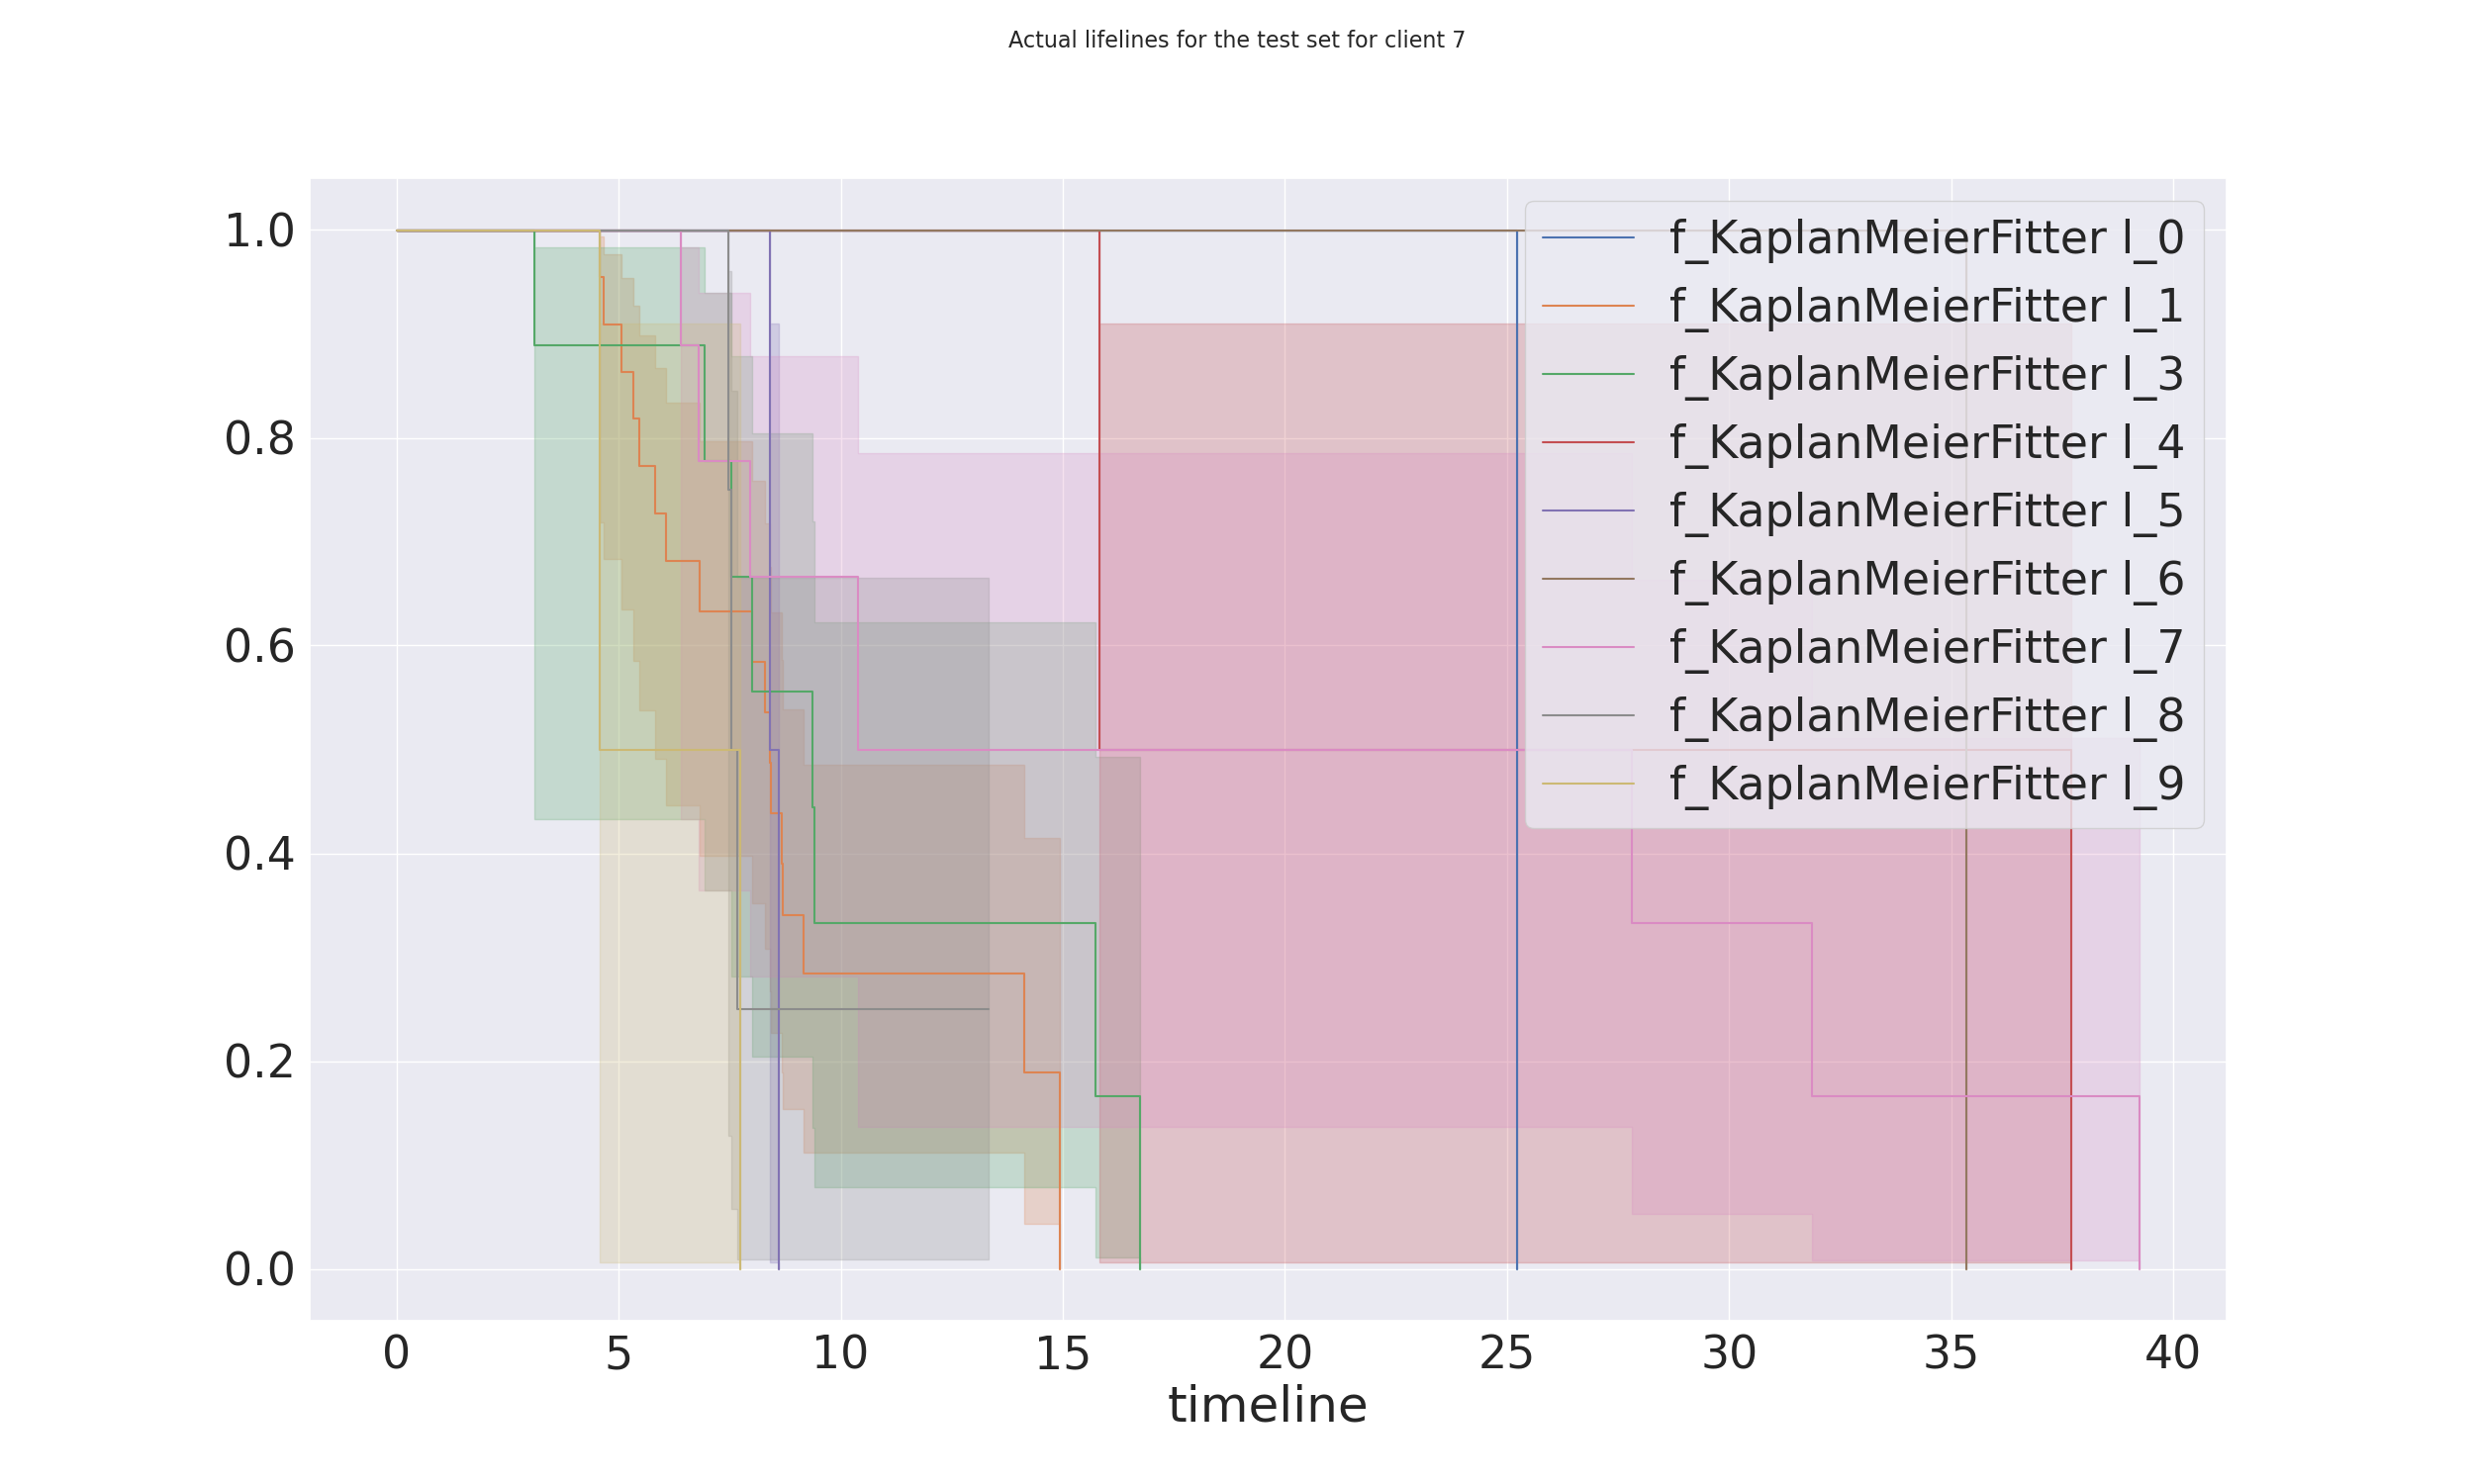 Actual lifelines for the test set for client 7
1.0
0.8
0.6
0.4
0.2
0.0
f_KaplanMeierFitter l_0
f_KaplanMeierFitter l_1
f_KaplanMeierFitter l_3
f_KaplanMeierFitter l_4
f_KaplanMeierFitter l_5
f_KaplanMeierFitter l_6
f_KaplanMeierFitter l_7
f_KaplanMeierFitter l_8
f_KaplanMeierFitter l_9
0 5 10 15 20 25 30 35 40
timeline